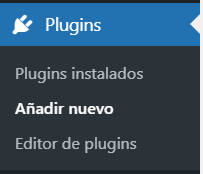 Plugins
Plugins instalados
Añadir nuevo
Editor de plugins